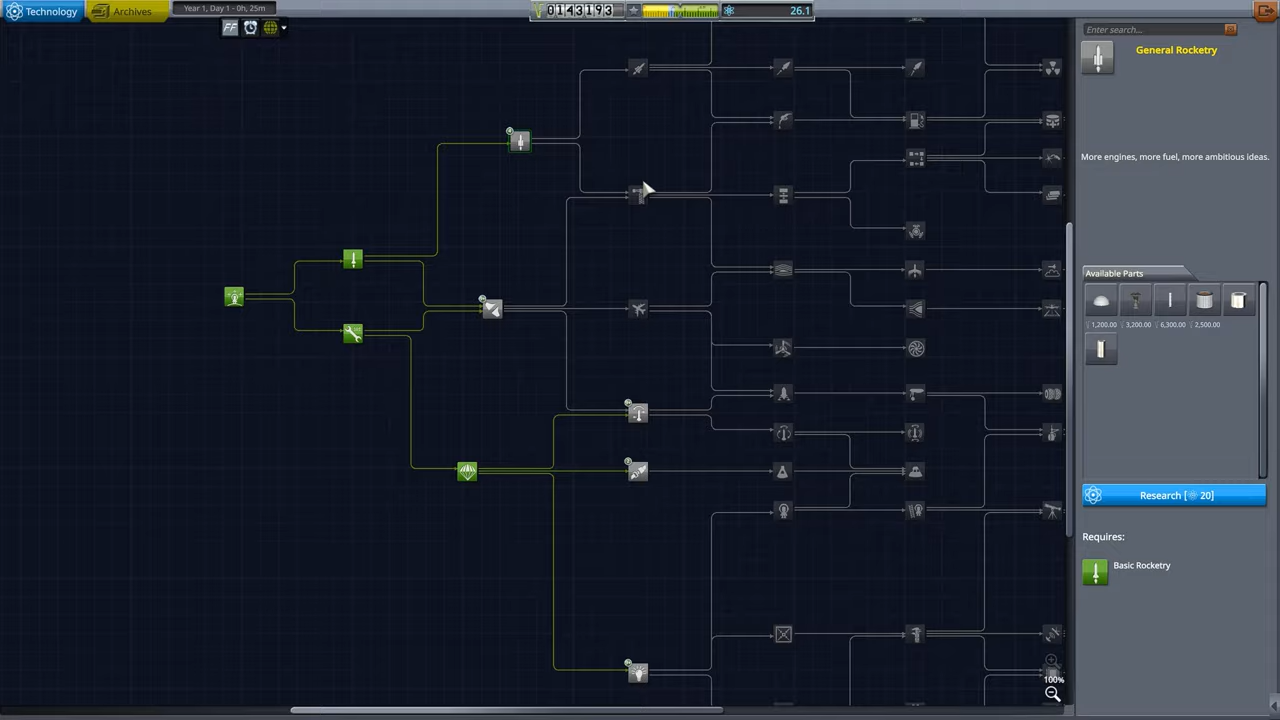 Technology
Archives
Year 1, Day 1 - 0h, 25m
0143193
26.1
FF
Enter search...
General Rocketry
More engines, more fuel, more ambitious ideas.
Available Parts
1,200.00 3,200.00 6,300.00 2,500.00
Research [20]
Requires:
Basic Rocketry
100%